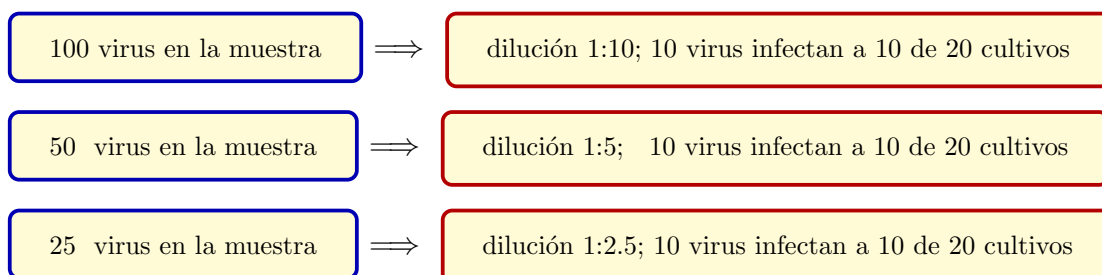 100 virus en la muestra ⟹ dilución 1:10; 10 virus infectan a 10 de 20 cultivos
50 virus en la muestra ⟹ dilución 1:5; 10 virus infectan a 10 de 20 cultivos
25 virus en la muestra ⟹ dilución 1:2.5; 10 virus infectan a 10 de 20 cultivos